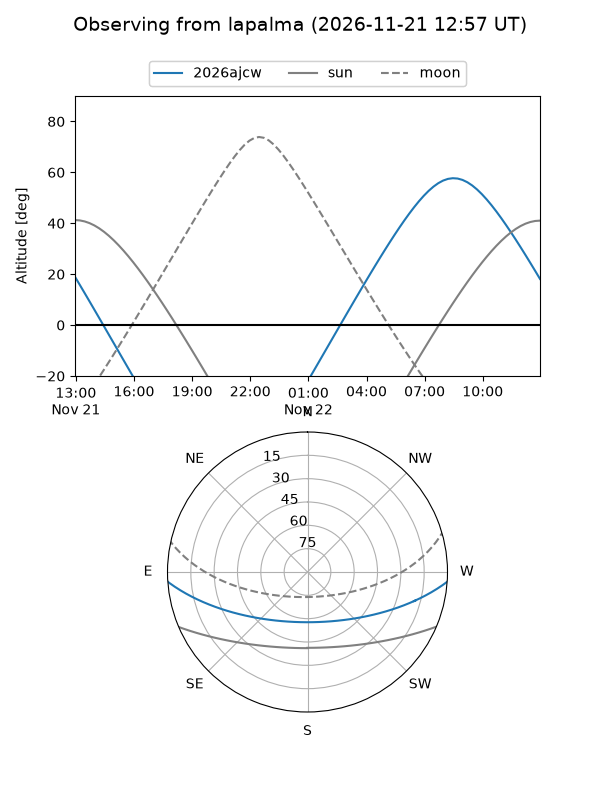 Observing from lapalma (2026-11-21 12:57 UT)
2026ajcw sun moon
Altitude [deg]
80
60
40
20
0
−20
13:00 16:00 19:00 22:00 01:00 04:00 07:00 10:00
Nov 21 Nov 22
N
NE NW
15
30
45
60
75
E W
SE SW
S